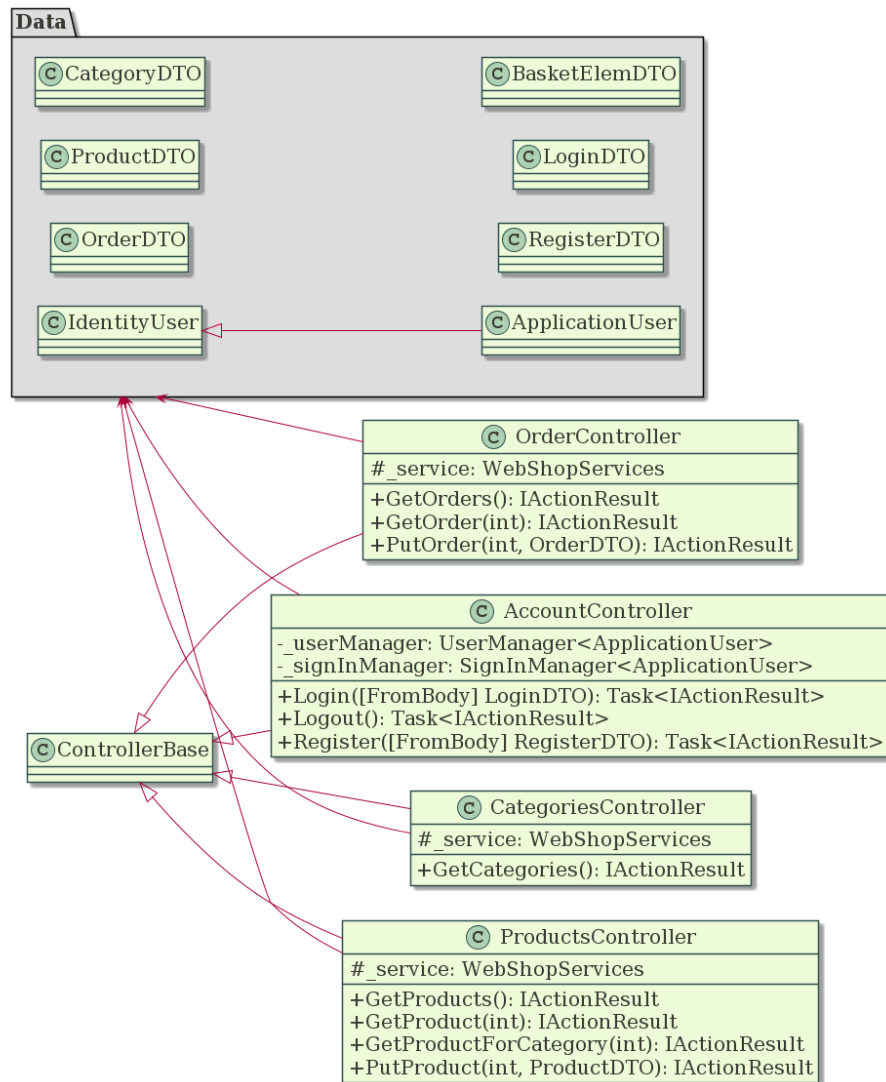 Data
C CategoryDTO
C BasketElemDTO
C ProductDTO
C LoginDTO
C OrderDTO
C RegisterDTO
C IdentityUser
C ApplicationUser
C OrderController
#_service: WebShopServices
+GetOrders(): IActionResult
+GetOrder(int): IActionResult
+PutOrder(int, OrderDTO): IActionResult
C AccountController
-_userManager: UserManager<ApplicationUser>
-_signInManager: SignInManager<ApplicationUser>
+Login([FromBody] LoginDTO): Task<IActionResult>
+Logout(): Task<IActionResult>
+Register([FromBody] RegisterDTO): Task<IActionResult>
C ControllerBase
C CategoriesController
#_service: WebShopServices
+GetCategories(): IActionResult
C ProductsController
#_service: WebShopServices
+GetProducts(): IActionResult
+GetProduct(int): IActionResult
+GetProductForCategory(int): IActionResult
+PutProduct(int, ProductDTO): IActionResult